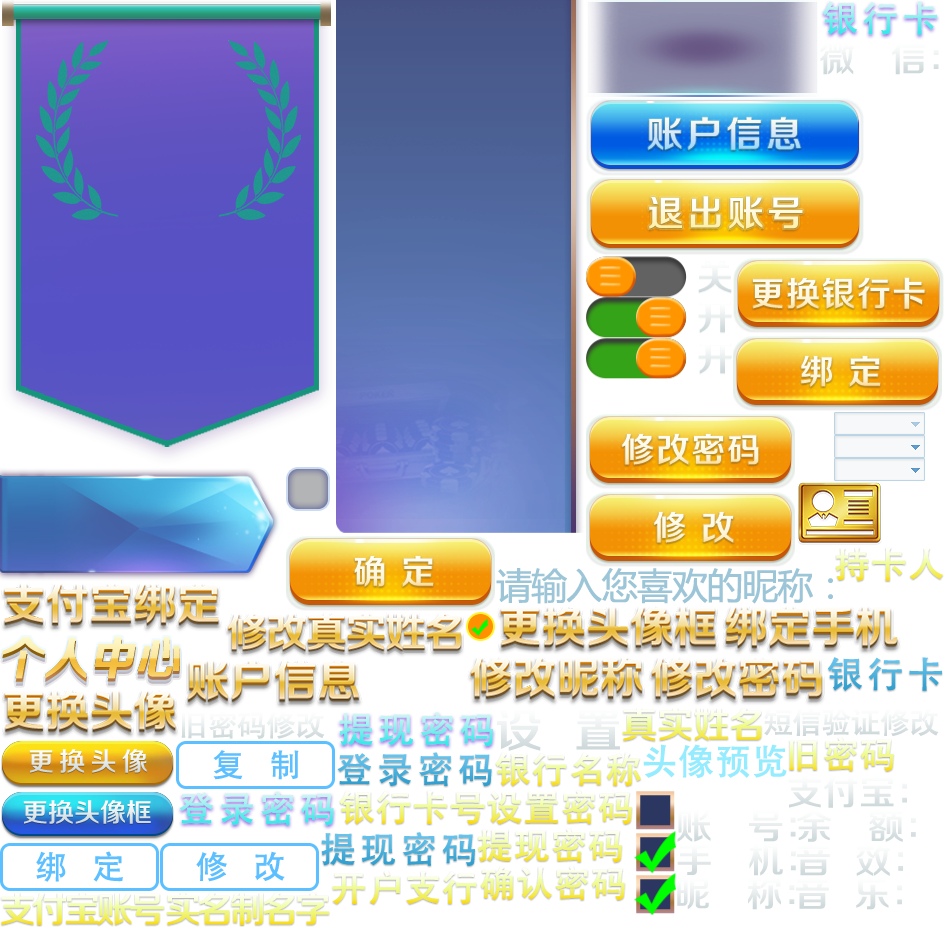 银行卡
微 信:
账户信息
退出账号
关
更换银行卡
开
开
绑 定
修改密码
修 改
确 定
请输入您喜欢的昵称：
持卡人
支付宝绑定
修改真实姓名
更换头像框
绑定手机
个人中心
账户信息
修改昵称
修改密码
银行卡
更换头像
旧密码修改
提现密码
设 置
真实姓名
短信验证修改
更换头像
复 制
登录密码
银行名称
头像预览
旧密码
更换头像框
登录密码
银行卡号
设置密码
支付宝:
账 号:
余 额:
绑 定
修 改
提现密码
提现密码
手 机:
音 效:
开户支行
确认密码
昵 称:
音 乐:
支付宝账号
实名制名字